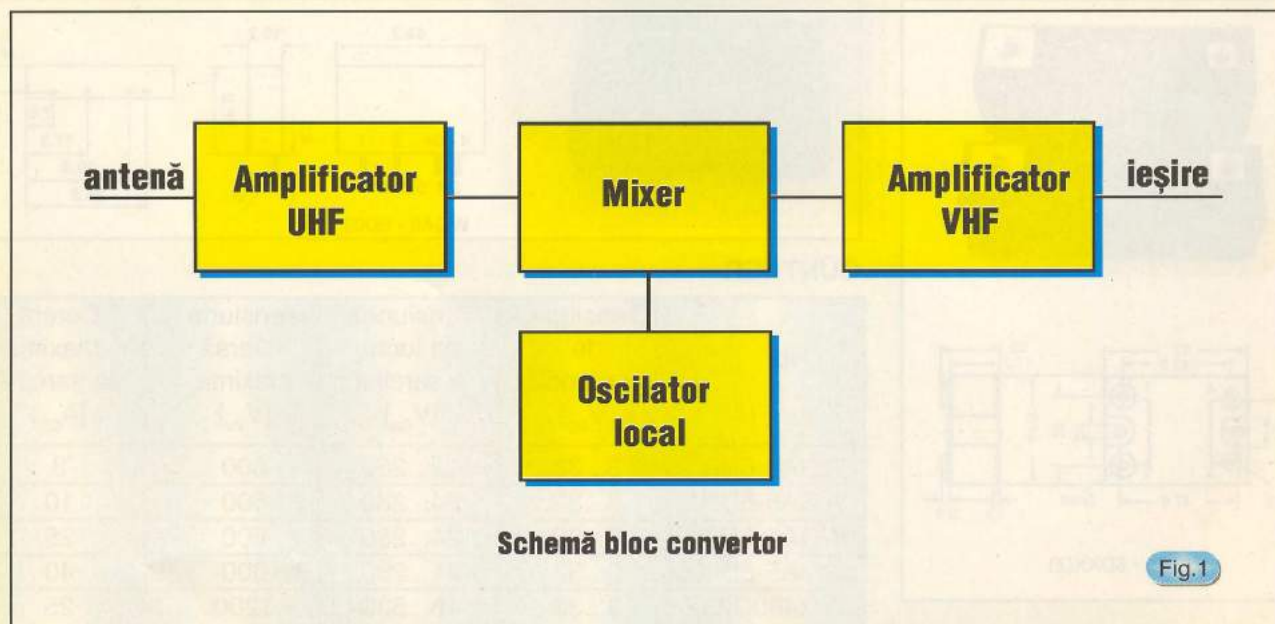 antenă
Amplificator
UHF
Mixer
Amplificator
VHF
ieșire
Oscilator
local
Schemă bloc convertor
Fig.1